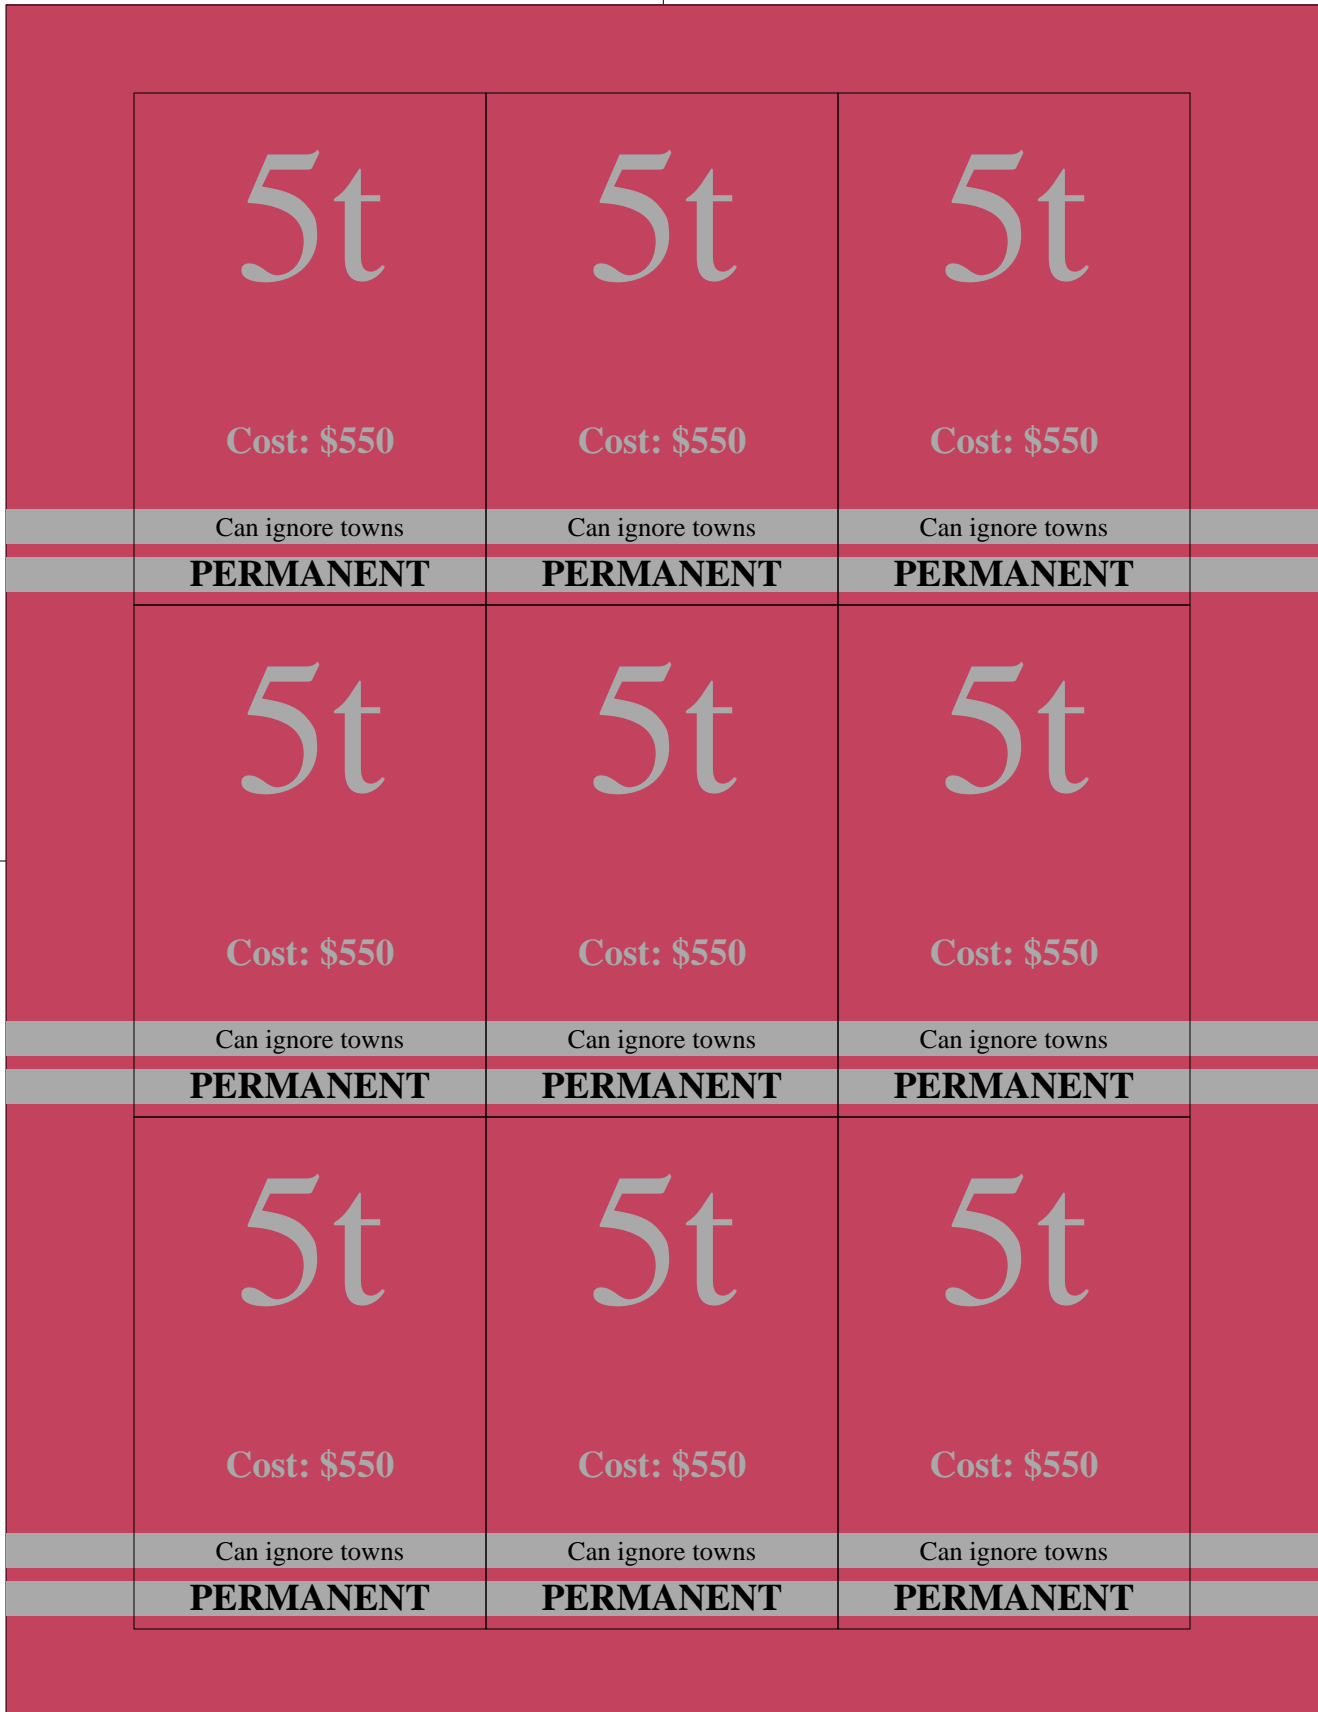 5t 5t 5t
Cost: $550 Cost: $550 Cost: $550
Can ignore towns Can ignore towns Can ignore towns
PERMANENT PERMANENT PERMANENT
5t 5t 5t
Cost: $550 Cost: $550 Cost: $550
Can ignore towns Can ignore towns Can ignore towns
PERMANENT PERMANENT PERMANENT
5t 5t 5t
Cost: $550 Cost: $550 Cost: $550
Can ignore towns Can ignore towns Can ignore towns
PERMANENT PERMANENT PERMANENT